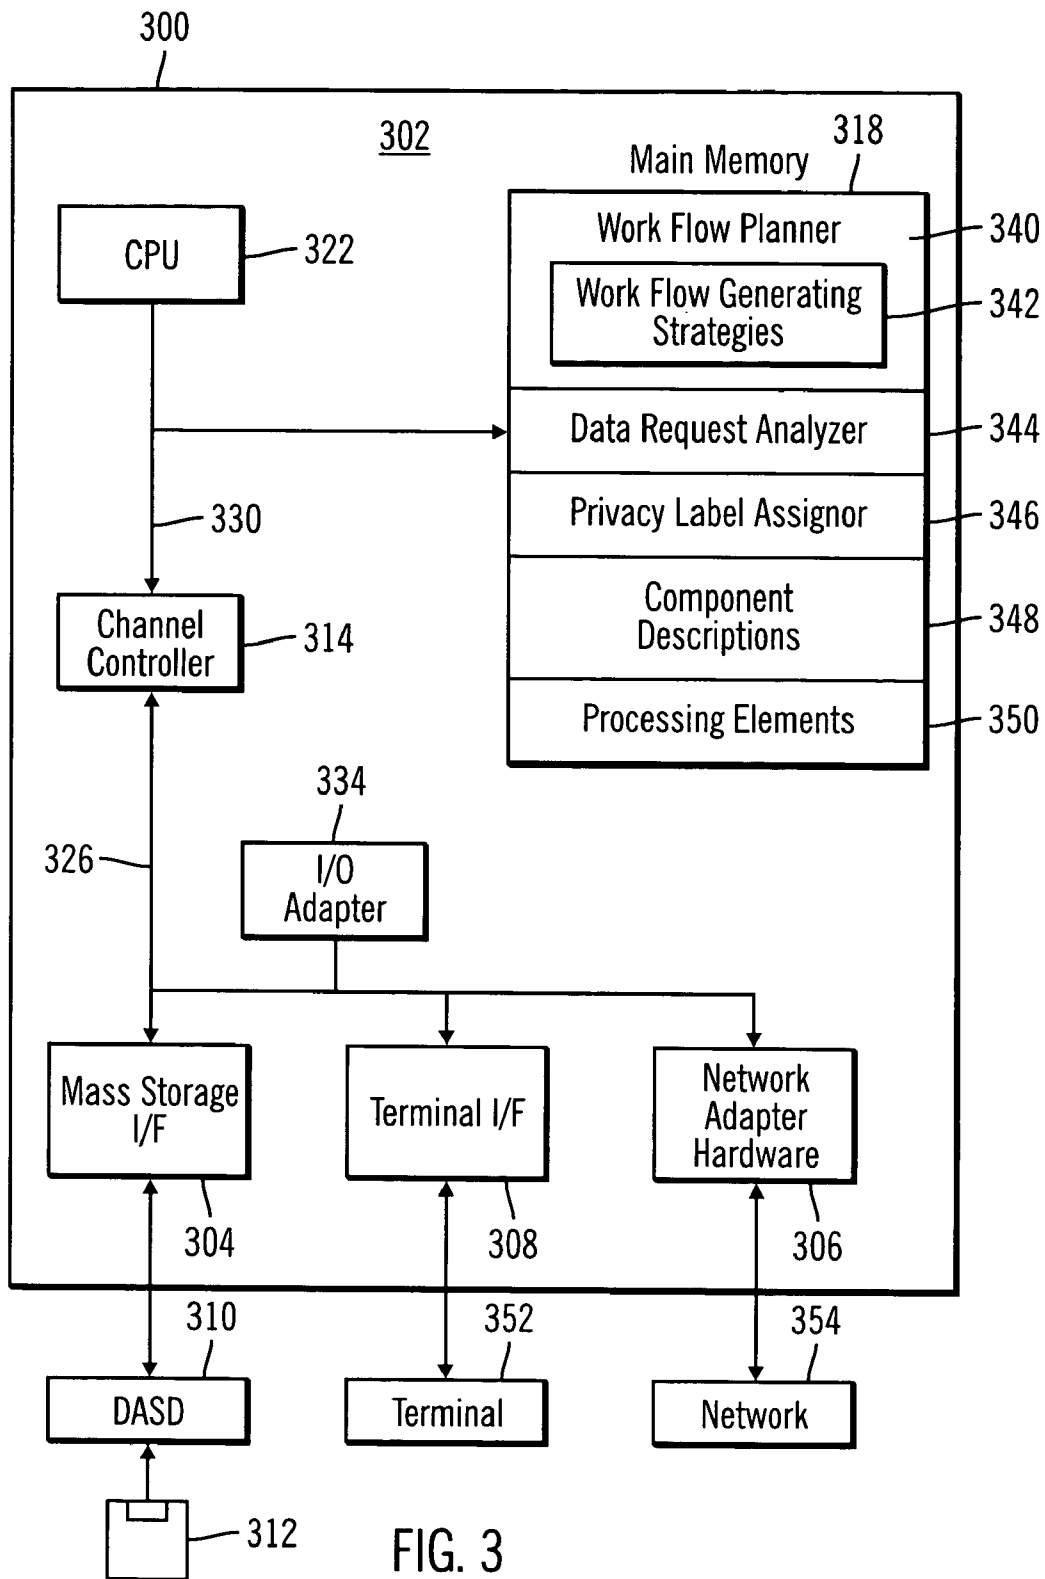 300
302
318
Main Memory
CPU
322
Work Flow Planner
340
Work Flow Generating
Strategies
342
Data Request Analyzer
344
330
Privacy Label Assignor
346
Channel
Controller
314
Component
Descriptions
348
Processing Elements
350
334
326
I/O
Adapter
Mass Storage
I/F
Terminal I/F
Network
Adapter
Hardware
304
308
306
310
352
354
DASD
Terminal
Network
312
FIG. 3